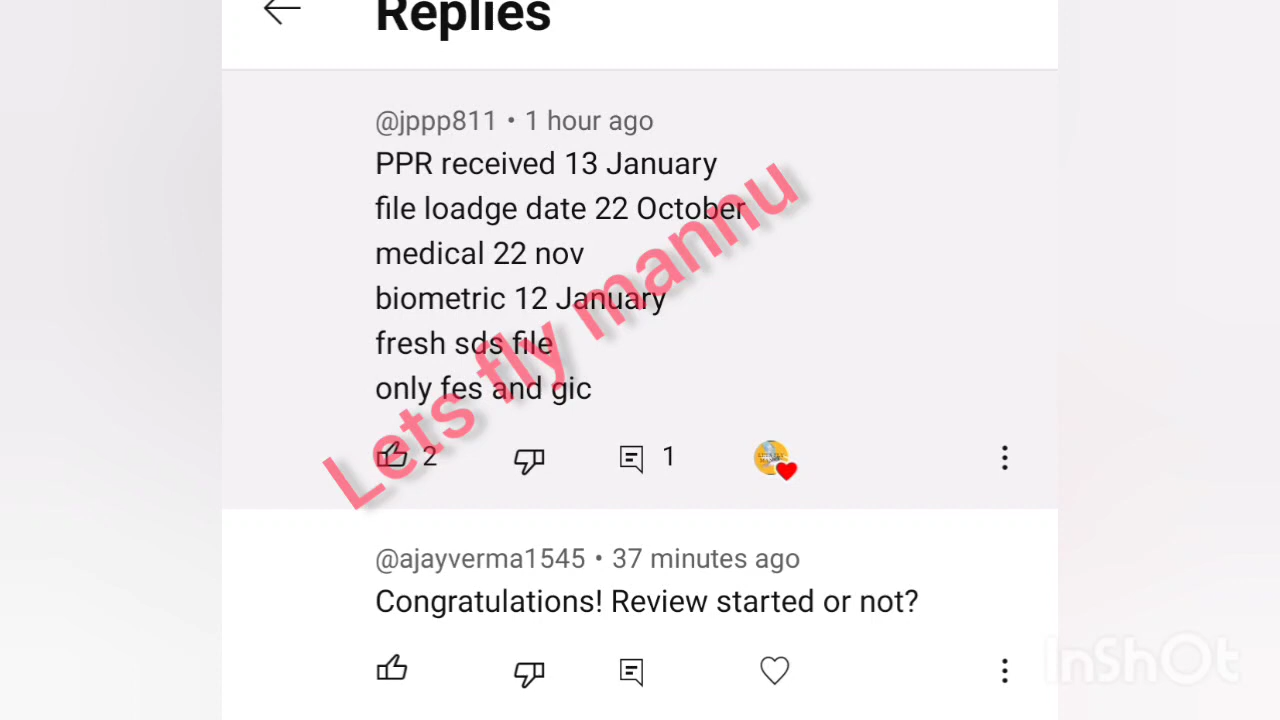 Replies
@jppp811 • 1 hour ago
PPR received 13 January
file loadge date 22 October
medical 22 nov
biometric 12 January
fresh sds file
only fes and gic
Lets fly mannu
2
1
@ajayverma1545 • 37 minutes ago
Congratulations! Review started or not?
InShOt